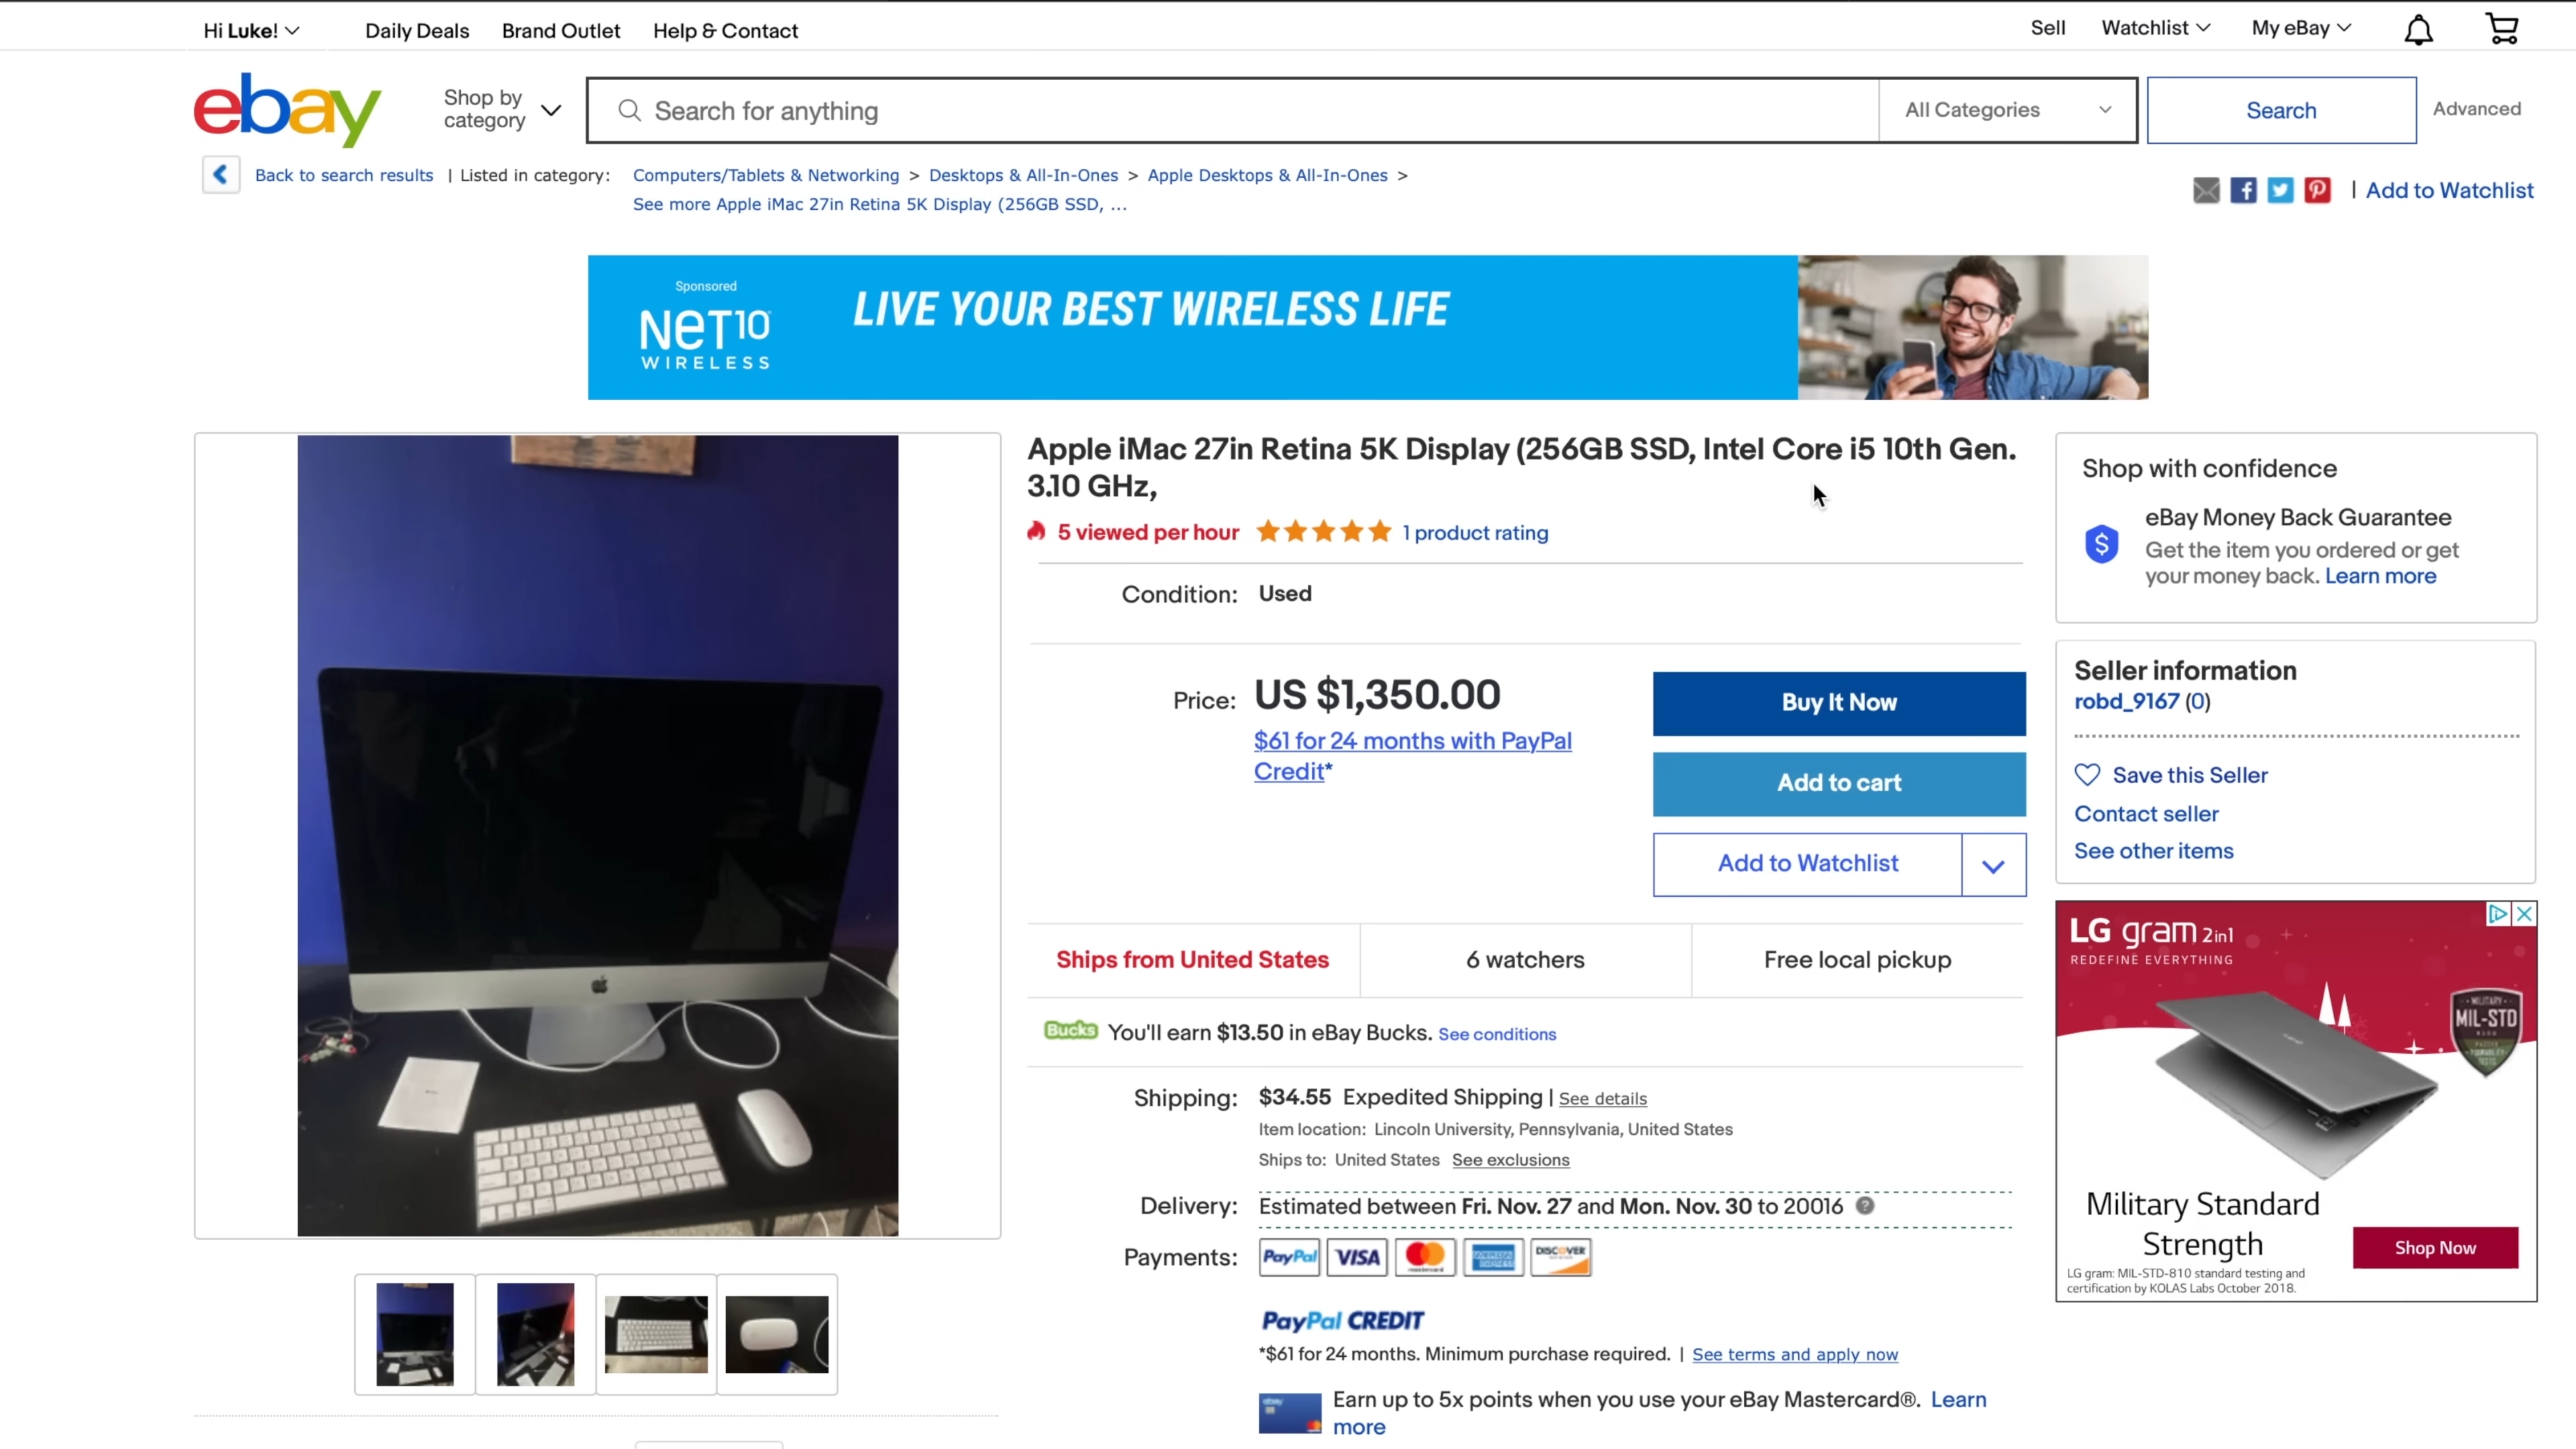 Hi Luke!
Daily Deals
Brand Outlet
Help & Contact
Sell
Watchlist
My eBay
ebay
Shop by
category
Search for anything
All Categories
Search
Advanced
Back to search results | Listed in category:
Computers/Tablets & Networking > Desktops & All-In-Ones > Apple Desktops & All-In-Ones >
See more Apple iMac 27in Retina 5K Display (256GB SSD, ...
| Add to Watchlist
Sponsored
NET10
WIRELESS
LIVE YOUR BEST WIRELESS LIFE
Apple iMac 27in Retina 5K Display (256GB SSD, Intel Core i5 10th Gen.
3.10 GHz,
5 viewed per hour
1 product rating
Condition: Used
Price: US $1,350.00
$61 for 24 months with PayPal
Credit*
Buy It Now
Add to cart
Add to Watchlist
Ships from United States
6 watchers
Free local pickup
Bucks You'll earn $13.50 in eBay Bucks. See conditions
Shipping: $34.55 Expedited Shipping | See details
Item location: Lincoln University, Pennsylvania, United States
Ships to: United States See exclusions
Delivery: Estimated between Fri. Nov. 27 and Mon. Nov. 30 to 20016 ?
Payments: PayPal VISA mastercard AMERICAN EXPRESS DISCOVER
PayPal CREDIT
*$61 for 24 months. Minimum purchase required. | See terms and apply now
ebay
Earn up to 5x points when you use your eBay Mastercard®. Learn
more
Shop with confidence
$
eBay Money Back Guarantee
Get the item you ordered or get
your money back. Learn more
Seller information
robd_9167 (0)
Save this Seller
Contact seller
See other items
LG gram 2in1
REDEFINE EVERYTHING
MILITARY
MIL-STD
Military Standard
Strength
Shop Now
LG gram: MIL-STD-810 standard testing and
certification by KOLAS Labs October 2018.